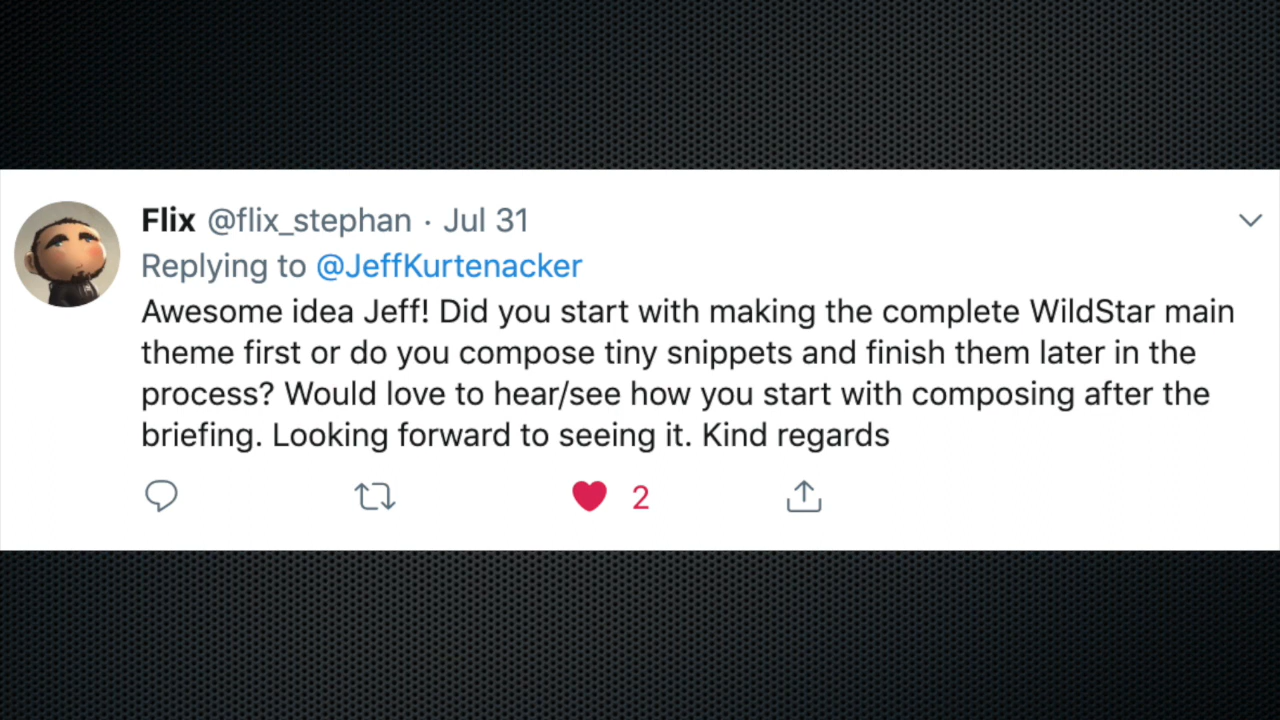 Flix @flix_stephan · Jul 31
Replying to @JeffKurtenacker
Awesome idea Jeff! Did you start with making the complete WildStar main
theme first or do you compose tiny snippets and finish them later in the
process? Would love to hear/see how you start with composing after the
briefing. Looking forward to seeing it. Kind regards
2